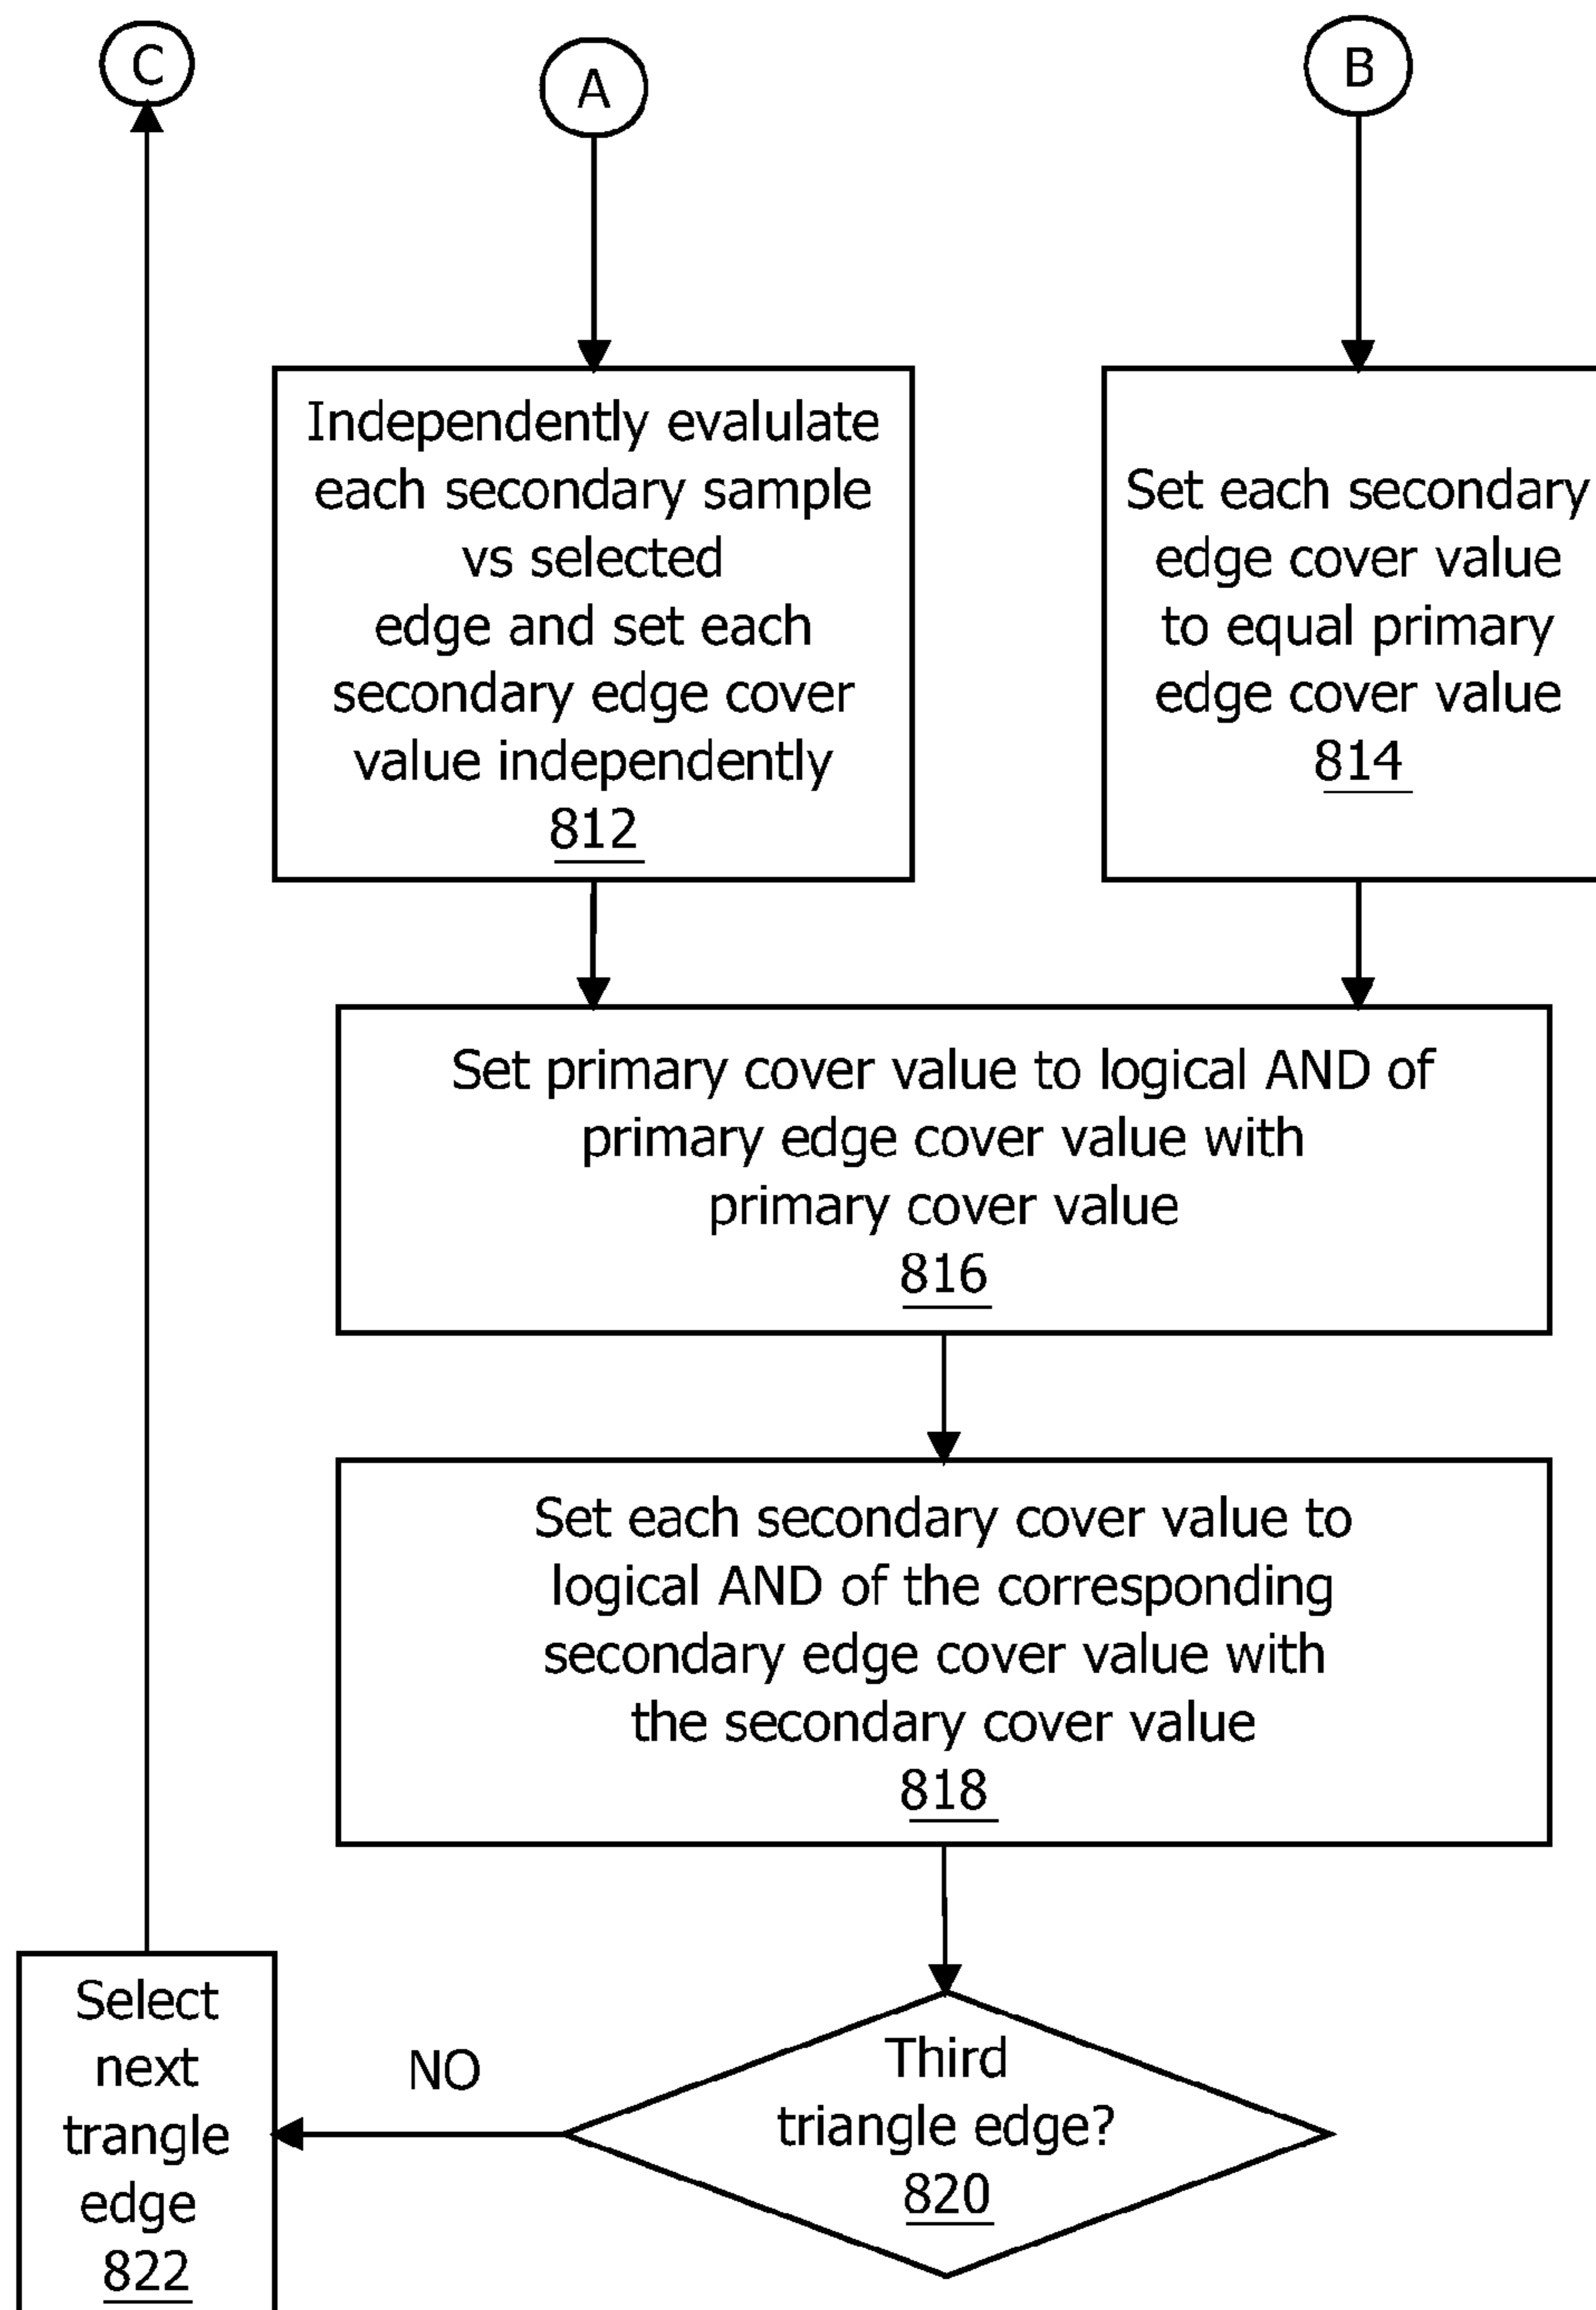 C
A
B
Independently evalulate
each secondary sample
vs selected
edge and set each
secondary edge cover
value independently
812
Set each secondary
edge cover value
to equal primary
edge cover value
814
Set primary cover value to logical AND of
primary edge cover value with
primary cover value
816
Set each secondary cover value to
logical AND of the corresponding
secondary edge cover value with
the secondary cover value
818
Third
triangle edge?
820
NO
Select
next
trangle
edge
822